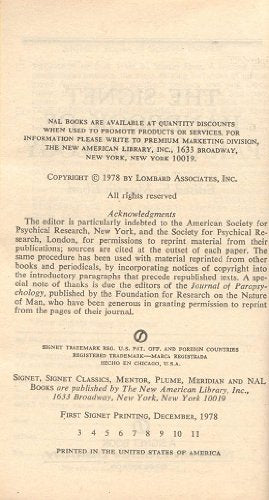 NAL BOOKS ARE AVAILABLE AT QUANTITY DISCOUNTS
WHEN USED TO PROMOTE PRODUCTS OR SERVICES. FOR
INFORMATION PLEASE WRITE TO PREMIUM MARKETING DIVISION,
THE NEW AMERICAN LIBRARY, INC., 1633 BROADWAY,
NEW YORK, NEW YORK 10019.
COPYRIGHT © 1978 BY LOMBARD ASSOCIATES, INC.
All rights reserved
Acknowledgments
The editor is particularly indebted to the American Society for
Psychical Research, New York, and the Society for Psychical Re-
search, London, for permissions to reprint material from their
publications; sources are cited at the outset of each paper. The
same procedure has been used with material reprinted from other
books and periodicals, by incorporating notices of copyright into
the introductory paragraphs that precede republished texts. A spe-
cial note of thanks is due the editors of the Journal of Parapsy-
chology, published by the Foundation for Research on the Nature
of Man, who have been generous in granting permission to reprint
from the pages of their journal.
SIGNET TRADEMARK REG. U.S. PAT. OFF. AND FOREIGN COUNTRIES
REGISTERED TRADEMARK—MARCA REGISTRADA
HECHO EN CHICAGO, U.S.A.
SIGNET, SIGNET CLASSICS, MENTOR, PLUME, MERIDIAN AND NAL
BOOKS are published by The New American Library, Inc.,
1633 Broadway, New York, New York 10019
FIRST SIGNET PRINTING, DECEMBER, 1978
3 4 5 6 7 8 9 10 11
PRINTED IN THE UNITED STATES OF AMERICA